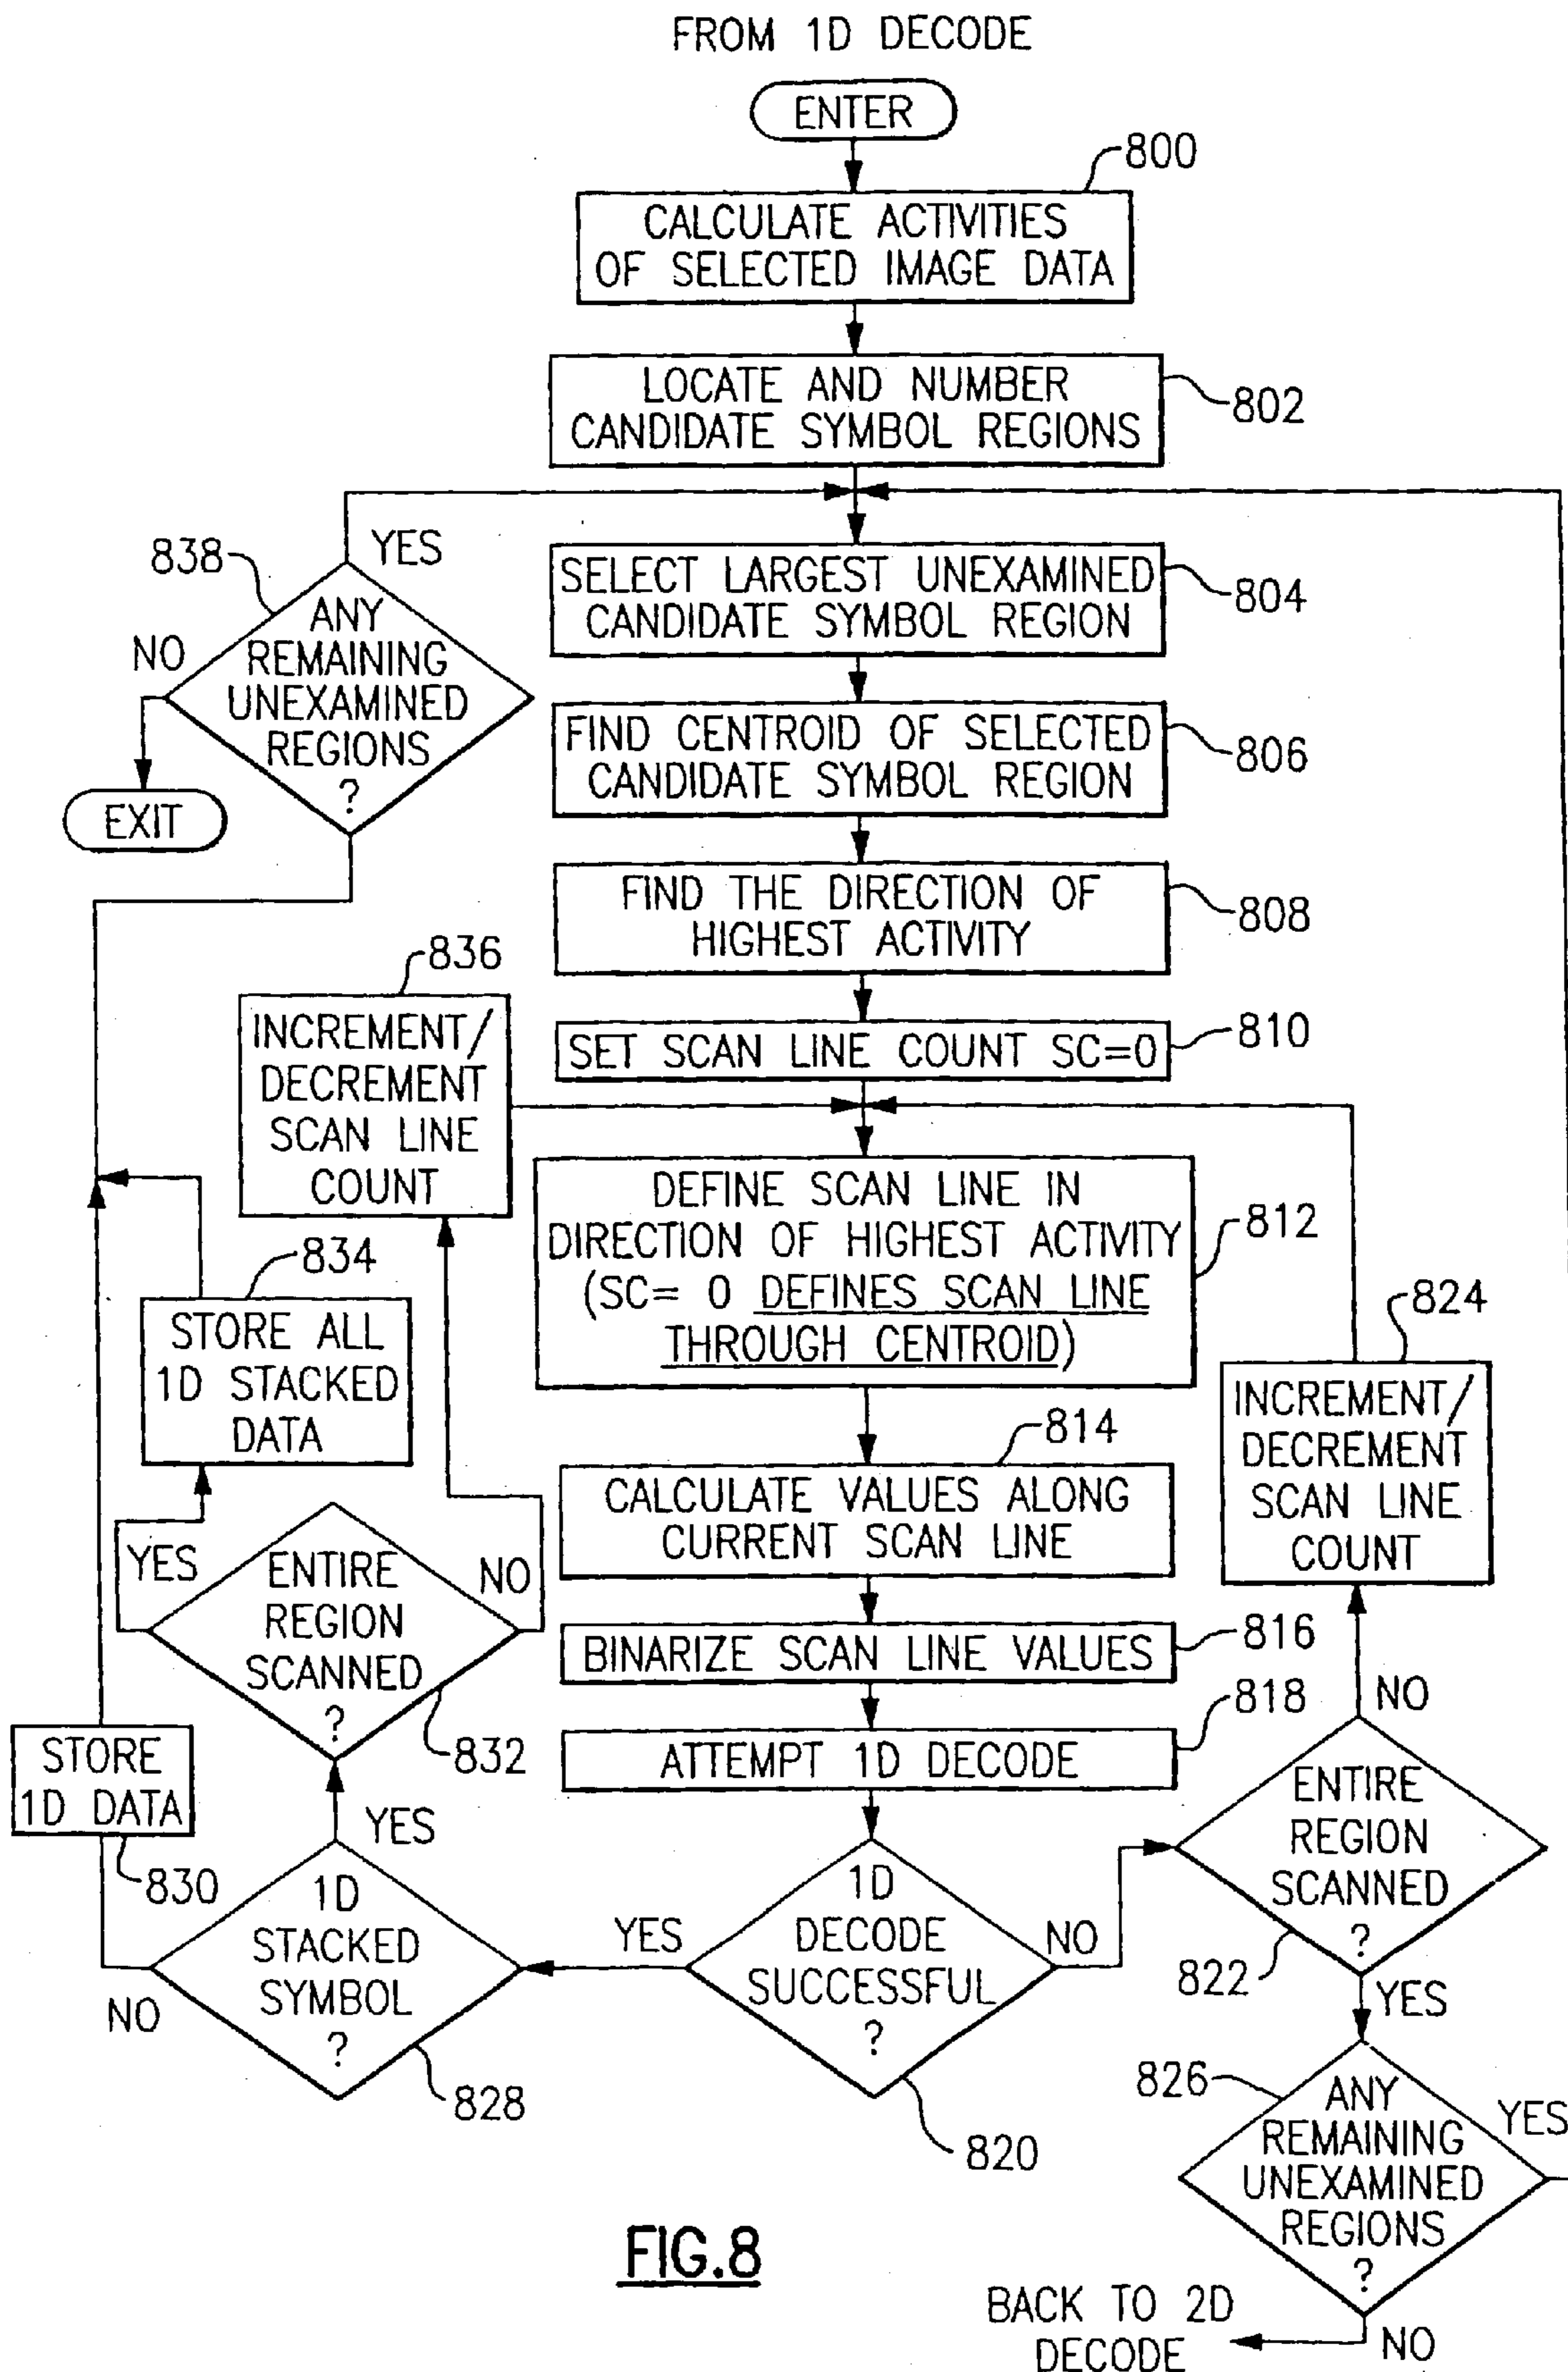 FROM 1D DECODE
ENTER
800
CALCULATE ACTIVITIES
OF SELECTED IMAGE DATA
LOCATE AND NUMBER
CANDIDATE SYMBOL REGIONS
802
838
YES
ANY
REMAINING
UNEXAMINED
REGIONS
?
NO
EXIT
SELECT LARGEST UNEXAMINED
CANDIDATE SYMBOL REGION
804
FIND CENTROID OF SELECTED
CANDIDATE SYMBOL REGION
806
FIND THE DIRECTION OF
HIGHEST ACTIVITY
808
836
INCREMENT/
DECREMENT
SCAN LINE
COUNT
SET SCAN LINE COUNT SC=0
810
DEFINE SCAN LINE IN
DIRECTION OF HIGHEST ACTIVITY
(SC= 0 DEFINES SCAN LINE
THROUGH CENTROID)
812
834
STORE ALL
1D STACKED
DATA
824
INCREMENT/
DECREMENT
SCAN LINE
COUNT
814
CALCULATE VALUES ALONG
CURRENT SCAN LINE
YES
ENTIRE
REGION
SCANNED
?
NO
832
BINARIZE SCAN LINE VALUES
816
818
ATTEMPT 1D DECODE
NO
ENTIRE
REGION
SCANNED
?
822
YES
STORE
1D DATA
830
YES
1D
STACKED
SYMBOL
?
NO
828
YES
1D
DECODE
SUCCESSFUL
?
NO
820
826
ANY
REMAINING
UNEXAMINED
REGIONS
?
YES
NO
BACK TO 2D
DECODE
FIG.8